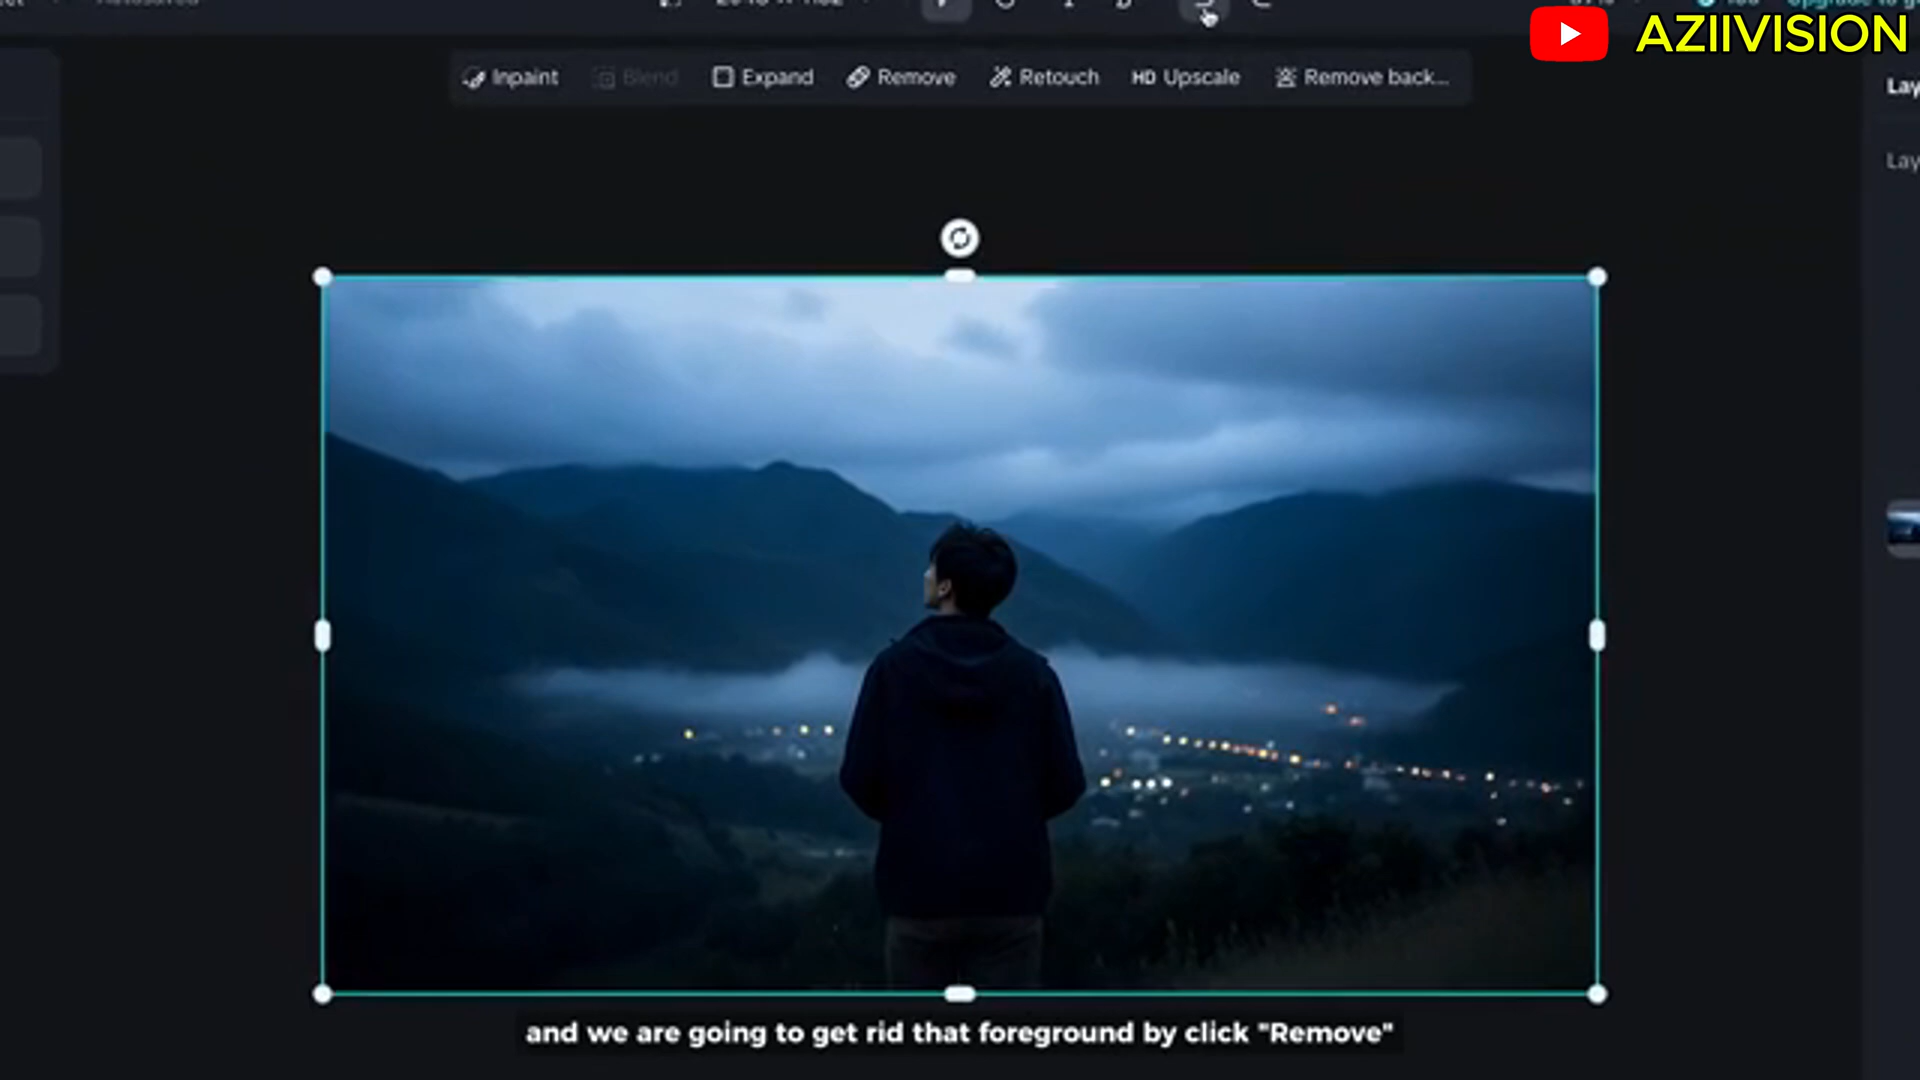 AZIIVISION
Inpaint Blend Expand Remove Retouch HD Upscale Remove back...
Lay
Lay
and we are going to get rid that foreground by click "Remove"